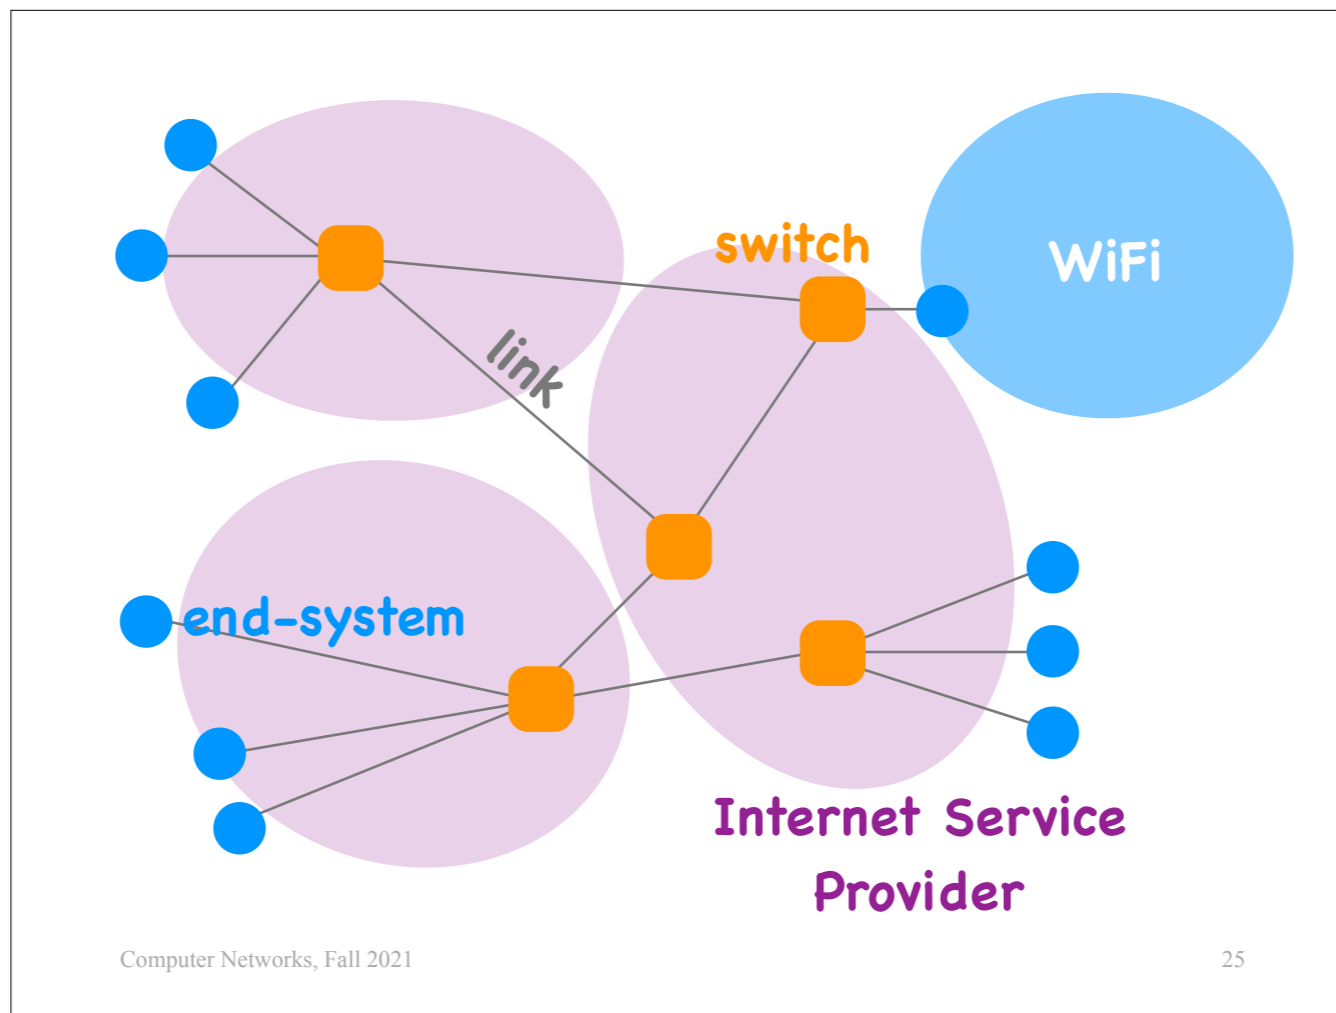 switch
WiFi
link
end-system
Internet Service
Provider
Computer Networks, Fall 2021
25